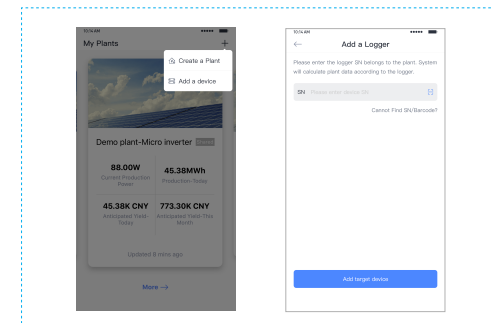 10:14 AM
My Plants
+
Create a Plant
Add a device
Demo plant-Micro inverter
88.00W
Current Production Power
45.38MWh
Production-Today
45.38K CNY
Anticipated Yield-Today
773.30K CNY
Anticipated Yield-This Month
Updated 8 mins ago
More →
10:14 AM
← Add a Logger
Please enter the logger SN belongs to the plant. System
will calculate plant data according to the logger.
SN Please enter device SN
Cannot Find SN/Barcode?
Add target device